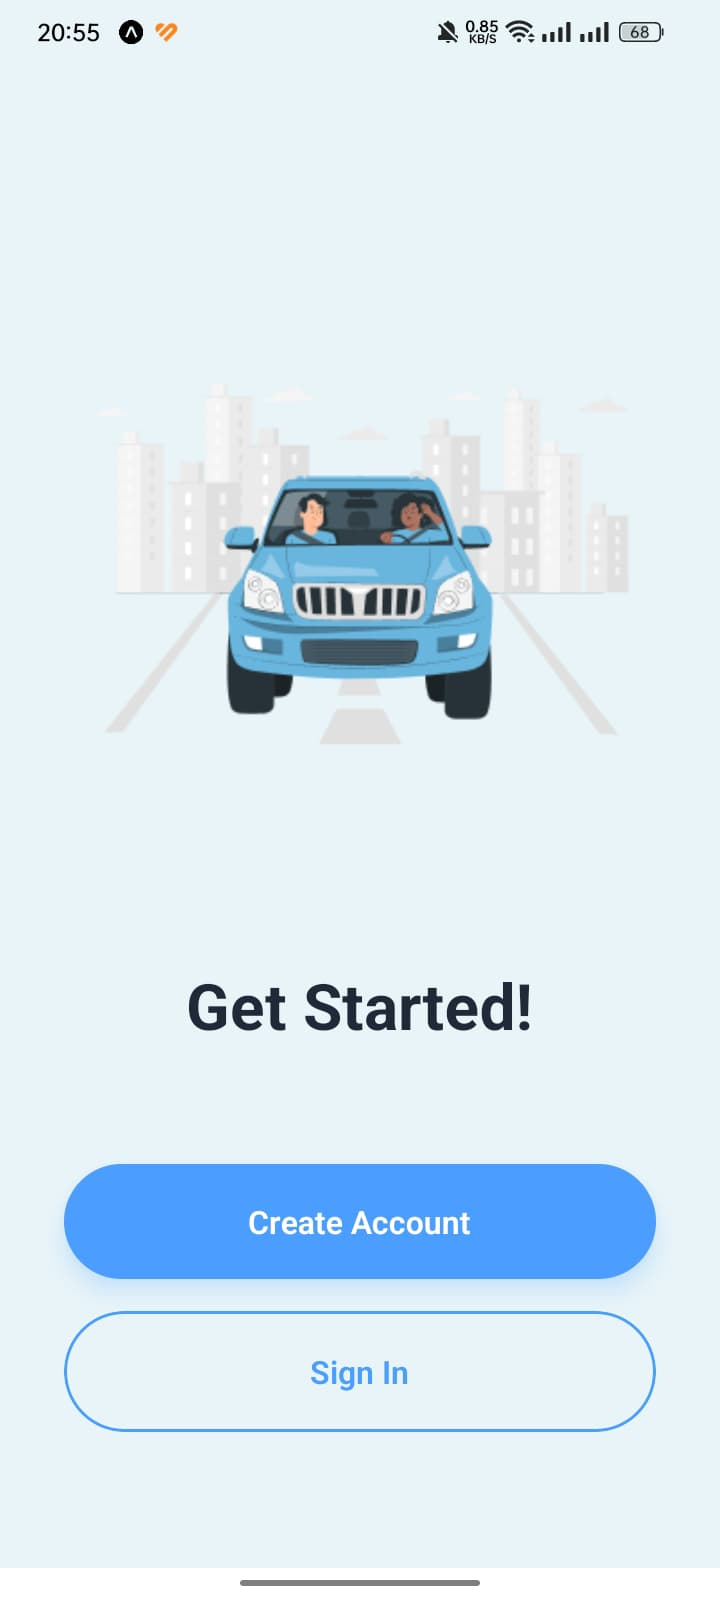 20:55
0.85
KB/S
68
Get Started!
Create Account
Sign In